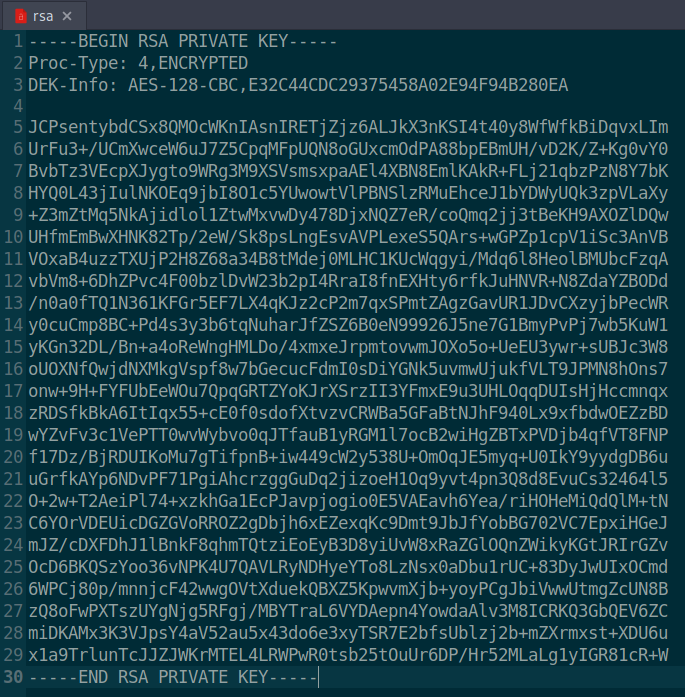 rsa ×
1 -----BEGIN RSA PRIVATE KEY-----
2 Proc-Type: 4,ENCRYPTED
3 DEK-Info: AES-128-CBC,E32C44CDC29375458A02E94F94B280EA
4
5 JCPsentybdCSx8QMOcWKnIAsnIRETjZjz6ALJkX3nKSI4t40y8WfWfkBiDqvxLIm
6 UrFu3+/UCmXwceW6uJ7Z5CpqMFpUQN8oGUxcmOdPA88bpEBmUH/vD2K/Z+Kg0vY0
7 BvbTz3VEcpXJygto9WRg3M9XSVsmsxpaAEl4XBN8EmlKAkR+FLj21qbzPzN8Y7bK
8 HYQ0L43jIulNKOEq9jbI8O1c5YUwowtVlPBNSlzRMuEhceJ1bYDWyUQk3zpVLaXy
9 +Z3mZtMq5NkAjidlol1ZtwMxvwDy478DjxNQZ7eR/coQmq2jj3tBeKH9AXOZlDQw
10 UHfmEmBwXHNK82Tp/2eW/Sk8psLngEsvAVPLexeS5QArs+wGPZp1cpV1iSc3AnVB
11 VOxaB4uzzTXUjP2H8Z68a34B8tMdej0MLHC1KUcWqgyi/Mdq6l8HeolBMUbcFzqA
12 vbVm8+6DhZPvc4F00bzlDvW23b2pI4RraI8fnEXHty6rfkJuHNVR+N8ZdaYZBODd
13 /n0a0fTQ1N361KFGr5EF7LX4qKJz2cP2m7qxSPmtZAgzGavUR1JDvCXzyjbPecWR
14 y0cuCmp8BC+Pd4s3y3b6tqNuharJfZSZ6B0eN99926J5ne7G1BmyPvPj7wb5KuW1
15 yKGn32DL/Bn+a4oReWngHMLDo/4xmxeJrpmtovwmJOXo5o+UeEU3ywr+sUBJc3W8
16 oUOXNfQwjdNXMkgVspf8w7bGecucFdmI0sDiYGNk5uvmwUjukfVLT9JPMN8hOns7
17 onw+9H+FYFUbEeWOu7QpqGRTZYoKJrXSrzII3YFmxE9u3UHLOqqDUIsHjHccmnqx
18 zRDSfkBkA6ItIqx55+cE0f0sdofXtvzvCRWBa5GFaBtNJhF940Lx9xfbdwOEZzBD
19 wYZvFv3c1VePTT0wvWybvo0qJTfauB1yRGM1l7ocB2wiHgZBTxPVDjb4qfVT8FNP
20 f17Dz/BjRDUIKoMu7gTifpnB+iw449cW2y538U+OmOqJE5myq+U0IkY9yydgDB6u
21 uGrfkAYp6NDvPF71PgiAhcrzggGuDq2jizoeH1Oq9yvt4pn3Q8d8EvuCs32464l5
22 O+2w+T2AeiPl74+xzkhGa1EcPJavpjogio0E5VAEavh6Yea/riHOHeMiQdQlM+tN
23 C6YOrVDEUicDGZGVoRROZ2gDbjh6xEZexqKc9Dmt9JbJfYobBG702VC7EpxiHGeJ
24 mJZ/cDXFDhJ1lBnkF8qhmTQtziEoEyB3D8yiUvW8xRaZGlOQnZWikyKGtJRIrGZv
25 OcD6BKQSzYoo36vNPK4U7QAVLRyNDHyeYTo8LzNsx0aDbu1rUC+83DyJwUIxOCmd
26 6WPCj80p/mnnjcF42wwgOVtXduekQBXZ5KpwvmXjb+yoyPCgJbiVwwUtmgZcUN8B
27 zQ8oFwPXTszUYgNjg5RFgj/MBYTraL6VYDAepn4YowdaAlv3M8ICRKQ3GbQEV6ZC
28 miDKAMx3K3VJpsY4aV52au5x43do6e3xyTSR7E2bfsUblzj2b+mZXrmxst+XDU6u
29 x1a9TrlunTcJJZJWKrMTEL4LRWPwR0tsb25tOuUr6DP/Hr52MLaLg1yIGR81cR+W
30 -----END RSA PRIVATE KEY-----